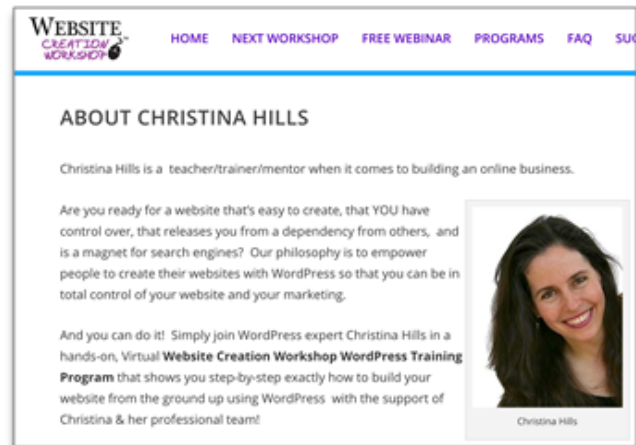 WEBSITE
CREATION
WORKSHOP
HOME NEXT WORKSHOP FREE WEBINAR PROGRAMS FAQ
ABOUT CHRISTINA HILLS
Christina Hills is a teacher/trainer/mentor when it comes to building an online business.
Are you ready for a website that's easy to create, that YOU have
control over, that releases you from a dependency from others, and
is a magnet for search engines? Our philosophy is to empower
people to create their websites with WordPress so that you can be in
total control of your website and your marketing.
And you can do it! Simply join WordPress expert Christina Hills in a
hands-on, Virtual Website Creation Workshop WordPress Training
Program that shows you step-by-step exactly how to build your
website from the ground up using WordPress with the support of
Christina & her professional team!
Christina Hills